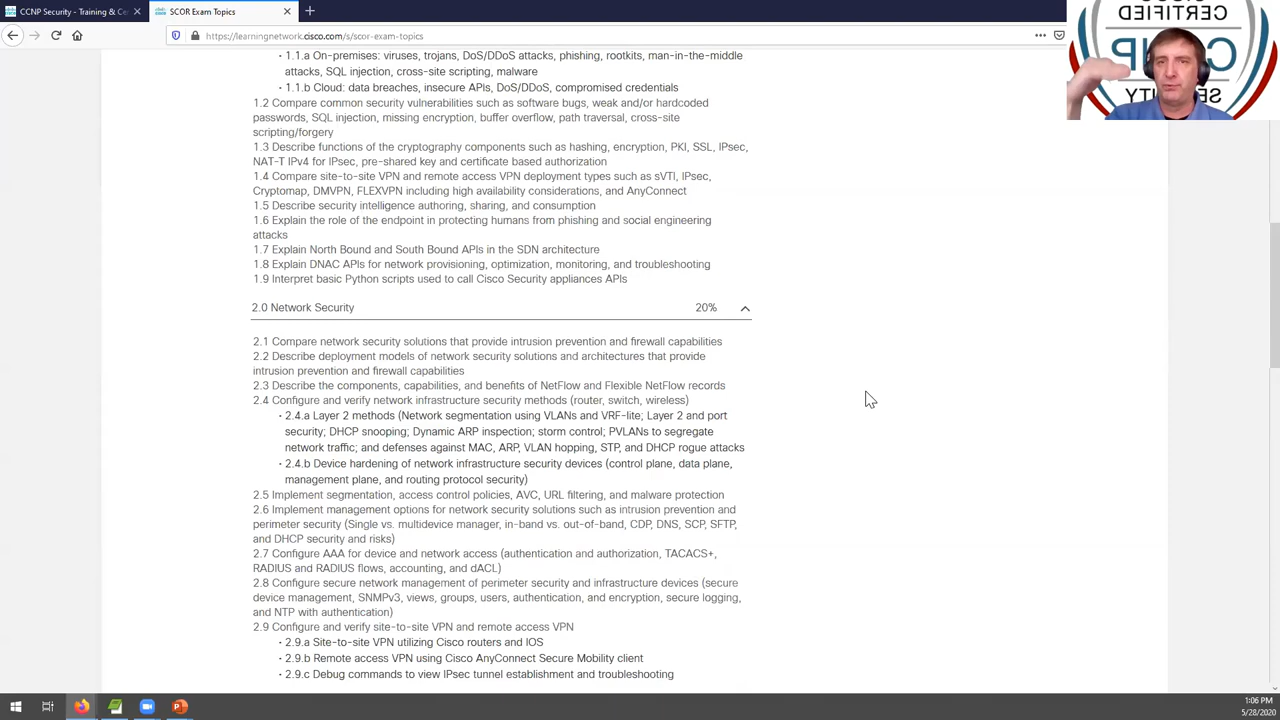 CCNP Security - Training & Ce
SCOR Exam Topics
https://learningnetwork.cisco.com/s/scor-exam-topics
CERTIFIED
SECURITY
• 1.1.a On-premises: viruses, trojans, DoS/DDoS attacks, phishing, rootkits, man-in-the-middle
attacks, SQL injection, cross-site scripting, malware
• 1.1.b Cloud: data breaches, insecure APIs, DoS/DDoS, compromised credentials
1.2 Compare common security vulnerabilities such as software bugs, weak and/or hardcoded
passwords, SQL injection, missing encryption, buffer overflow, path traversal, cross-site
scripting/forgery
1.3 Describe functions of the cryptography components such as hashing, encryption, PKI, SSL, IPsec,
NAT-T IPv4 for IPsec, pre-shared key and certificate based authorization
1.4 Compare site-to-site VPN and remote access VPN deployment types such as sVTI, IPsec,
Cryptomap, DMVPN, FLEXVPN including high availability considerations, and AnyConnect
1.5 Describe security intelligence authoring, sharing, and consumption
1.6 Explain the role of the endpoint in protecting humans from phishing and social engineering
attacks
1.7 Explain North Bound and South Bound APIs in the SDN architecture
1.8 Explain DNAC APIs for network provisioning, optimization, monitoring, and troubleshooting
1.9 Interpret basic Python scripts used to call Cisco Security appliances APIs
2.0 Network Security 20%
2.1 Compare network security solutions that provide intrusion prevention and firewall capabilities
2.2 Describe deployment models of network security solutions and architectures that provide
intrusion prevention and firewall capabilities
2.3 Describe the components, capabilities, and benefits of NetFlow and Flexible NetFlow records
2.4 Configure and verify network infrastructure security methods (router, switch, wireless)
• 2.4.a Layer 2 methods (Network segmentation using VLANs and VRF-lite; Layer 2 and port
security; DHCP snooping; Dynamic ARP inspection; storm control; PVLANs to segregate
network traffic; and defenses against MAC, ARP, VLAN hopping, STP, and DHCP rogue attacks
• 2.4.b Device hardening of network infrastructure security devices (control plane, data plane,
management plane, and routing protocol security)
2.5 Implement segmentation, access control policies, AVC, URL filtering, and malware protection
2.6 Implement management options for network security solutions such as intrusion prevention and
perimeter security (Single vs. multidevice manager, in-band vs. out-of-band, CDP, DNS, SCP, SFTP,
and DHCP security and risks)
2.7 Configure AAA for device and network access (authentication and authorization, TACACS+,
RADIUS and RADIUS flows, accounting, and dACL)
2.8 Configure secure network management of perimeter security and infrastructure devices (secure
device management, SNMPv3, views, groups, users, authentication, and encryption, secure logging,
and NTP with authentication)
2.9 Configure and verify site-to-site VPN and remote access VPN
• 2.9.a Site-to-site VPN utilizing Cisco routers and IOS
• 2.9.b Remote access VPN using Cisco AnyConnect Secure Mobility client
• 2.9.c Debug commands to view IPsec tunnel establishment and troubleshooting
1:06 PM
5/28/2020